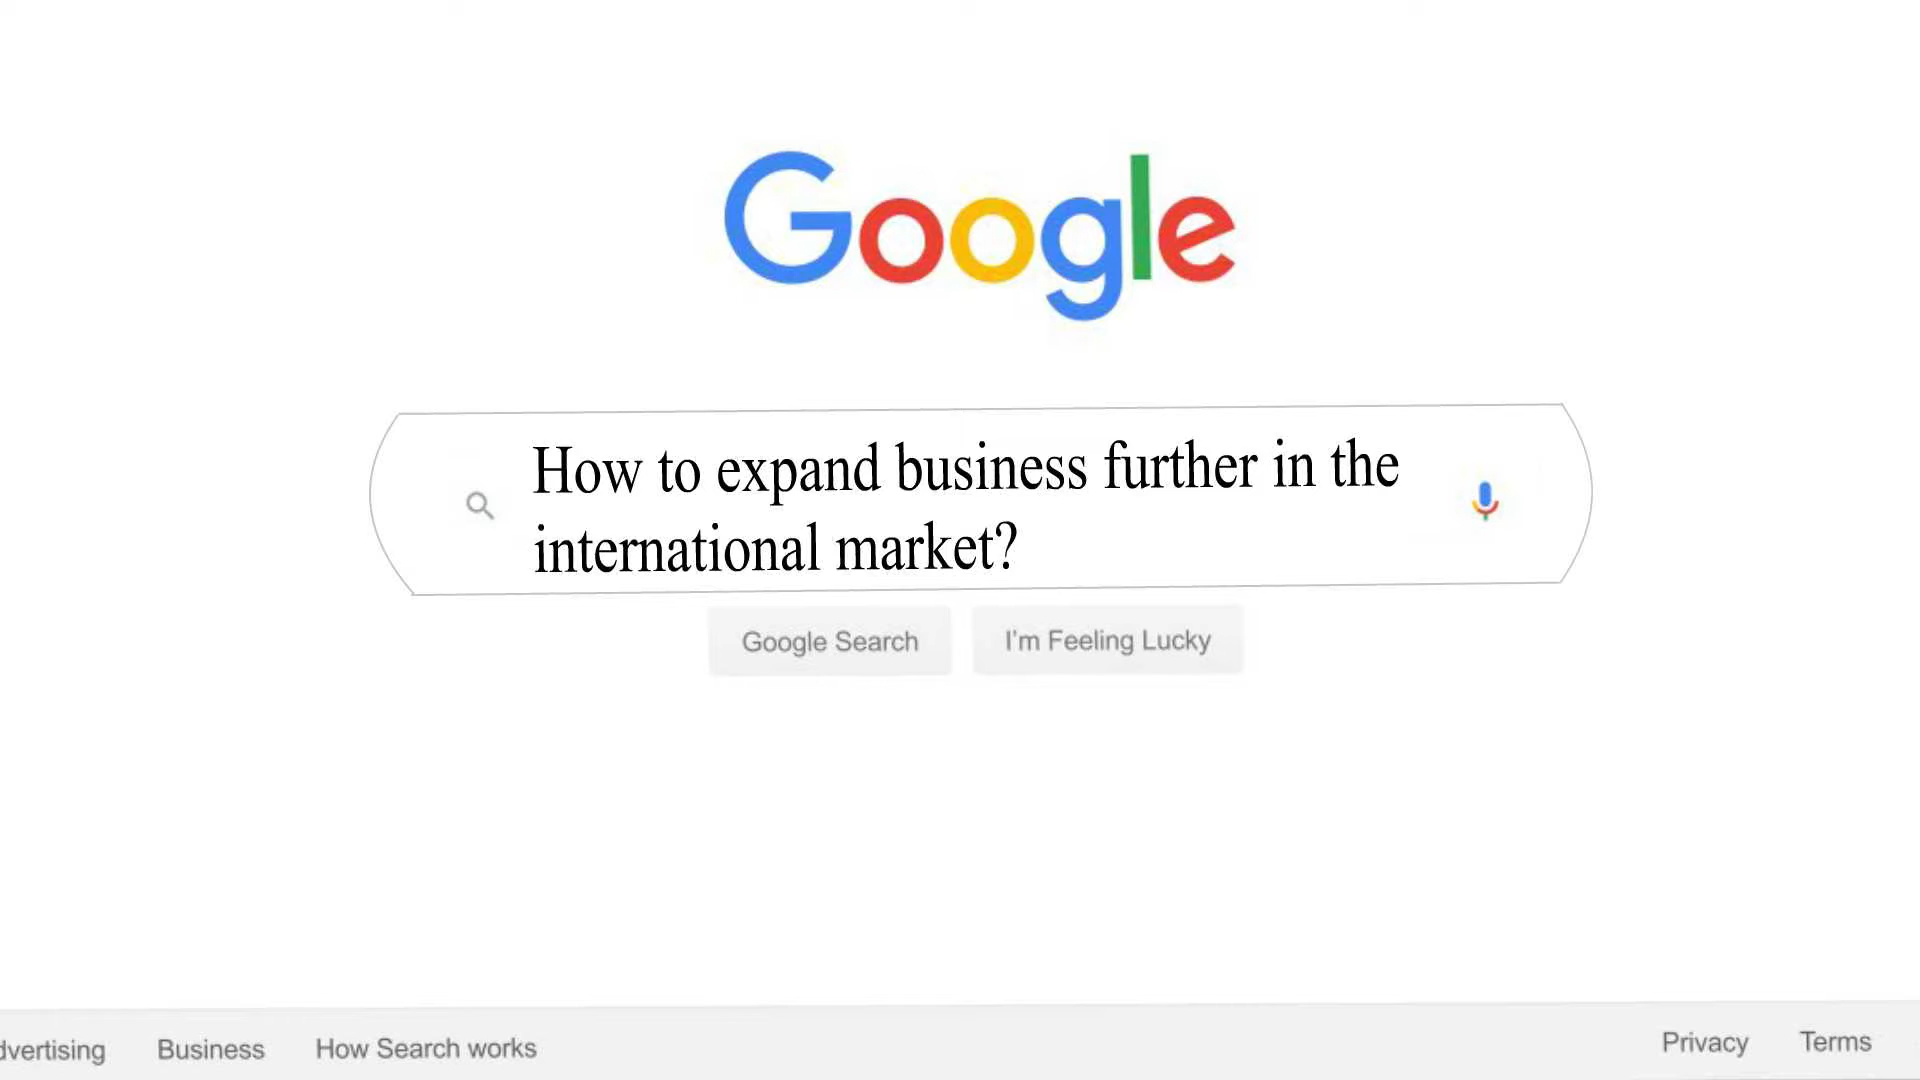 Google
How to expand business further in the
international market?
Google Search I'm Feeling Lucky
dvertising Business How Search works Privacy Terms